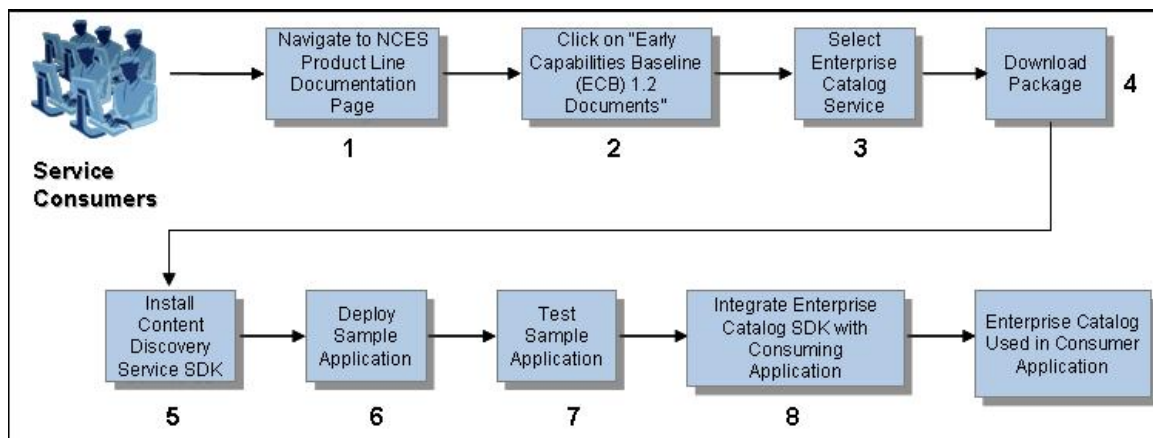 Service
Consumers
Navigate to NCES
Product Line
Documentation
Page
1
Click on "Early
Capabilities Baseline
(ECB) 1.2
Documents"
2
Select
Enterprise
Catalog
Service
3
Download
Package
4
Install
Content
Discovery
Service SDK
5
Deploy
Sample
Application
6
Test
Sample
Application
7
Integrate Enterprise
Catalog SDK with
Consuming
Application
8
Enterprise Catalog
Used in Consumer
Application